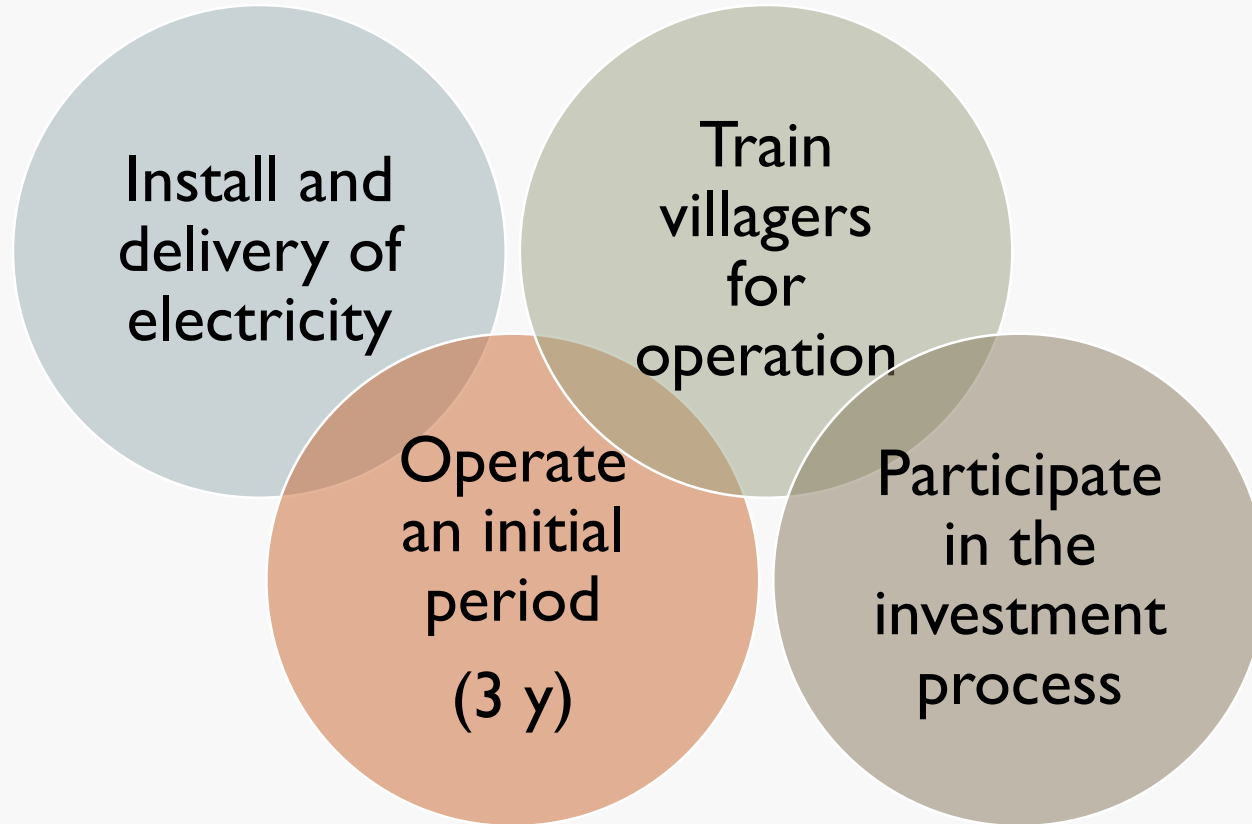 Install and
delivery of
electricity
Train
villagers
for
operation
Operate
an initial
period
(3 y)
Participate
in the
investment
process